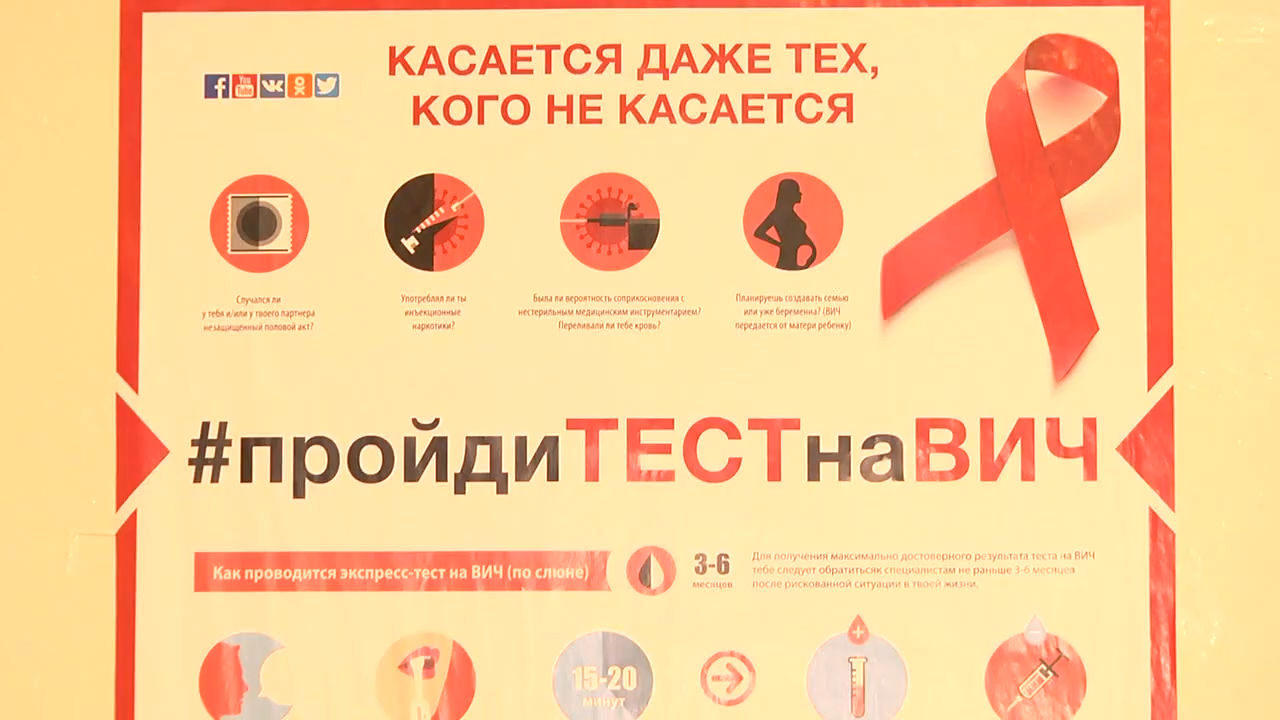 КАСАЕТСЯ ДАЖЕ ТЕХ,
КОГО НЕ КАСАЕТСЯ
You
Tube
Случался ли
у тебя и/или у твоего партнера
незащищённый половой акт?
Употреблял ли ты
инъекционные
наркотики?
Была ли вероятность соприкосновения с
нестерильным медицинским инструментарием?
Переливали ли тебе кровь?
Планируешь создавать семью
или уже беременна? (ВИЧ
передается от матери ребенку)
#пройдиТЕСТнаВИЧ
Как проводится экспресс-тест на ВИЧ (по слюне)
3-6
месяцев
Для получения максимально достоверного результата теста на ВИЧ
тебе следует обратитьсяк специалистам не раньше 3-6 месяцев
после рискованной ситуации в твоей жизни.
15-20
минут